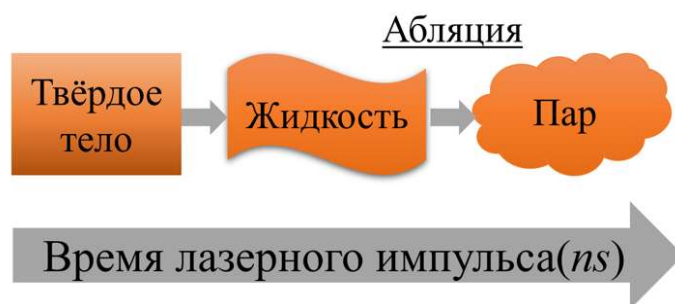 Абляция
Твёрдое
тело
Жидкость
Пар
Время лазерного импульса(ns)